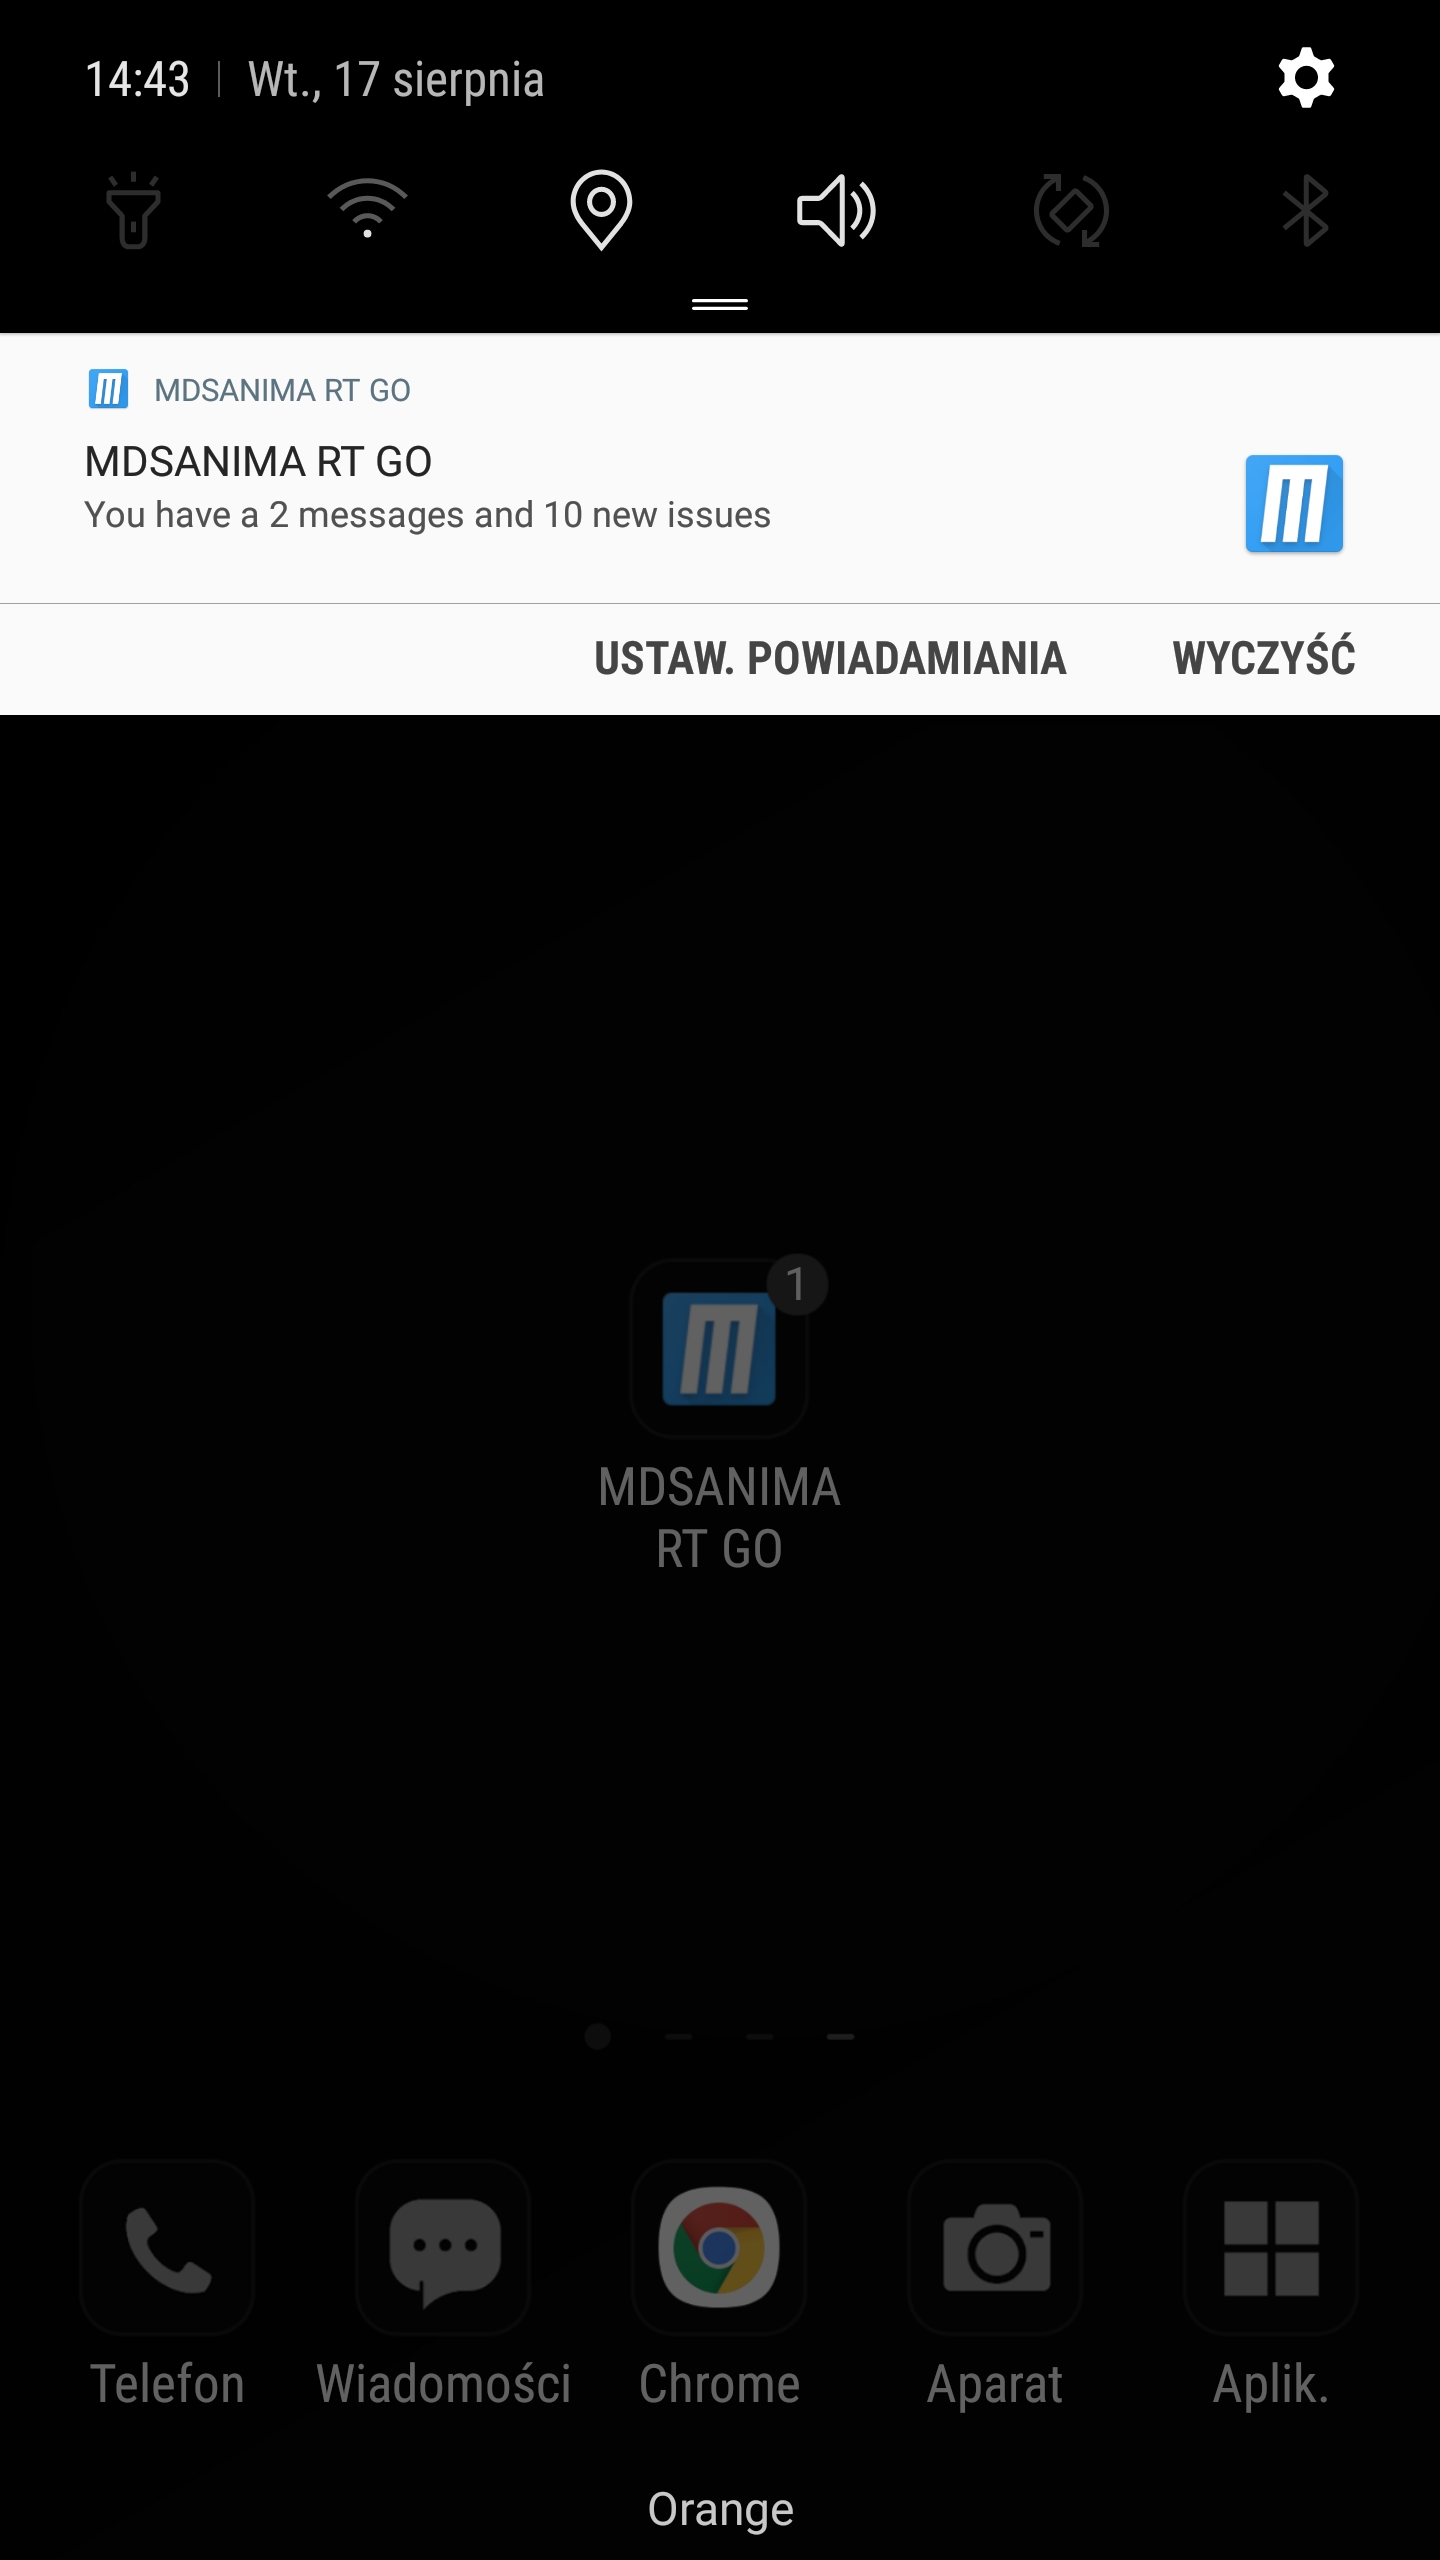 14:43 | Wt., 17 sierpnia
MDSANIMA RT GO
MDSANIMA RT GO
You have a 2 messages and 10 new issues
USTAW. POWIADAMIANIA WYCZYŚĆ
1
MDSANIMA
RT GO
Telefon Wiadomości Chrome Aparat Aplik.
Orange